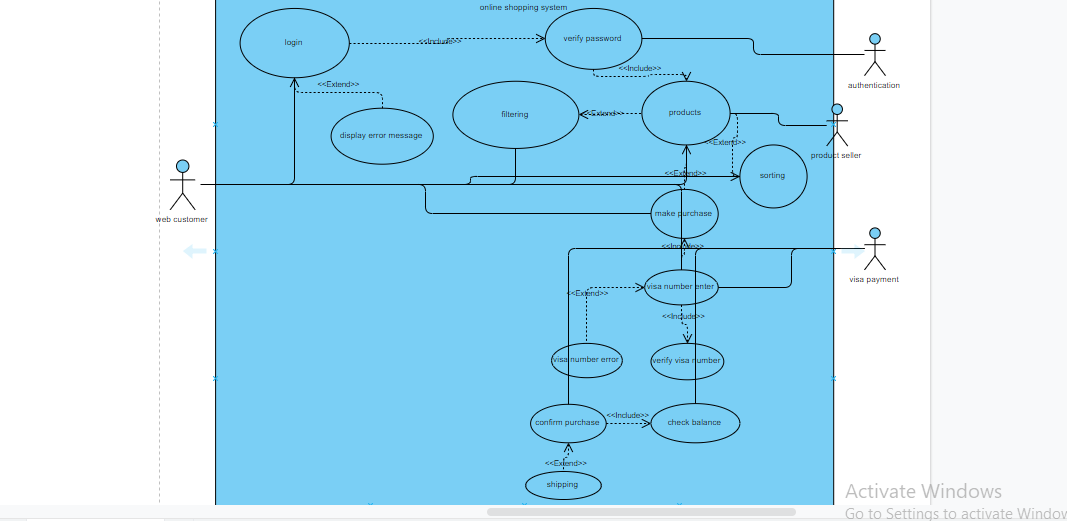 online shopping system
login
<<Include>>
verify password
<<Include>>
authentication
<<Extend>>
filtering
<<Extend>>
products
display error message
<<Extend>>
product seller
<<Extend>>
sorting
web customer
make purchase
<<Include>>
visa number enter
visa payment
<<Extend>>
<<Include>>
visa number error
verify visa number
confirm purchase
<<Include>>
check balance
<<Extend>>
shipping
Activate Windows
Go to Settings to activate Window